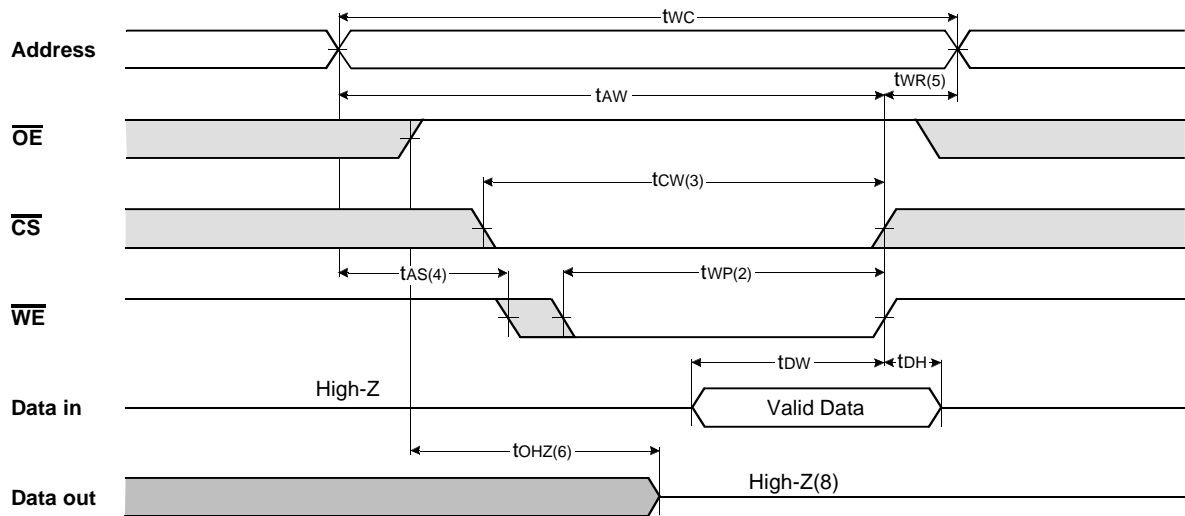 tWC
Address
tWR(5)
tAW
OE
tCW(3)
CS
tAS(4)
tWP(2)
WE
tDW
tDH
High-Z
Data in
Valid Data
tOHZ(6)
High-Z(8)
Data out